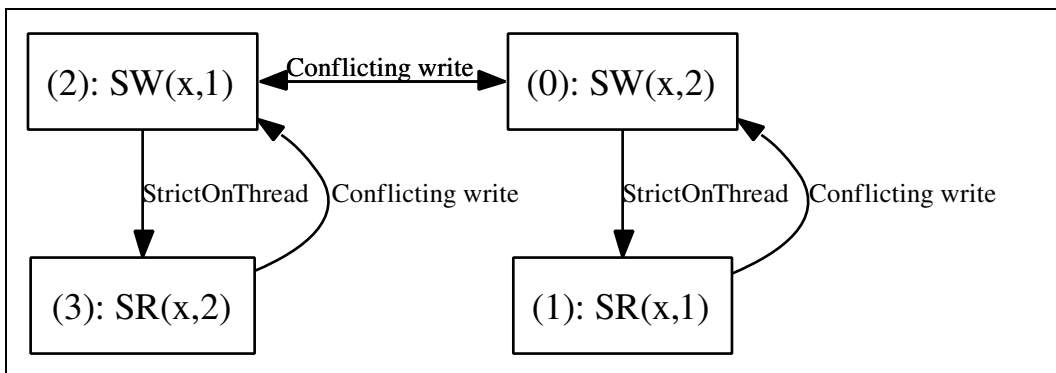 (2): SW(x,1)
Conflicting write
(0): SW(x,2)
StrictOnThread
Conflicting write
StrictOnThread
Conflicting write
(3): SR(x,2)
(1): SR(x,1)